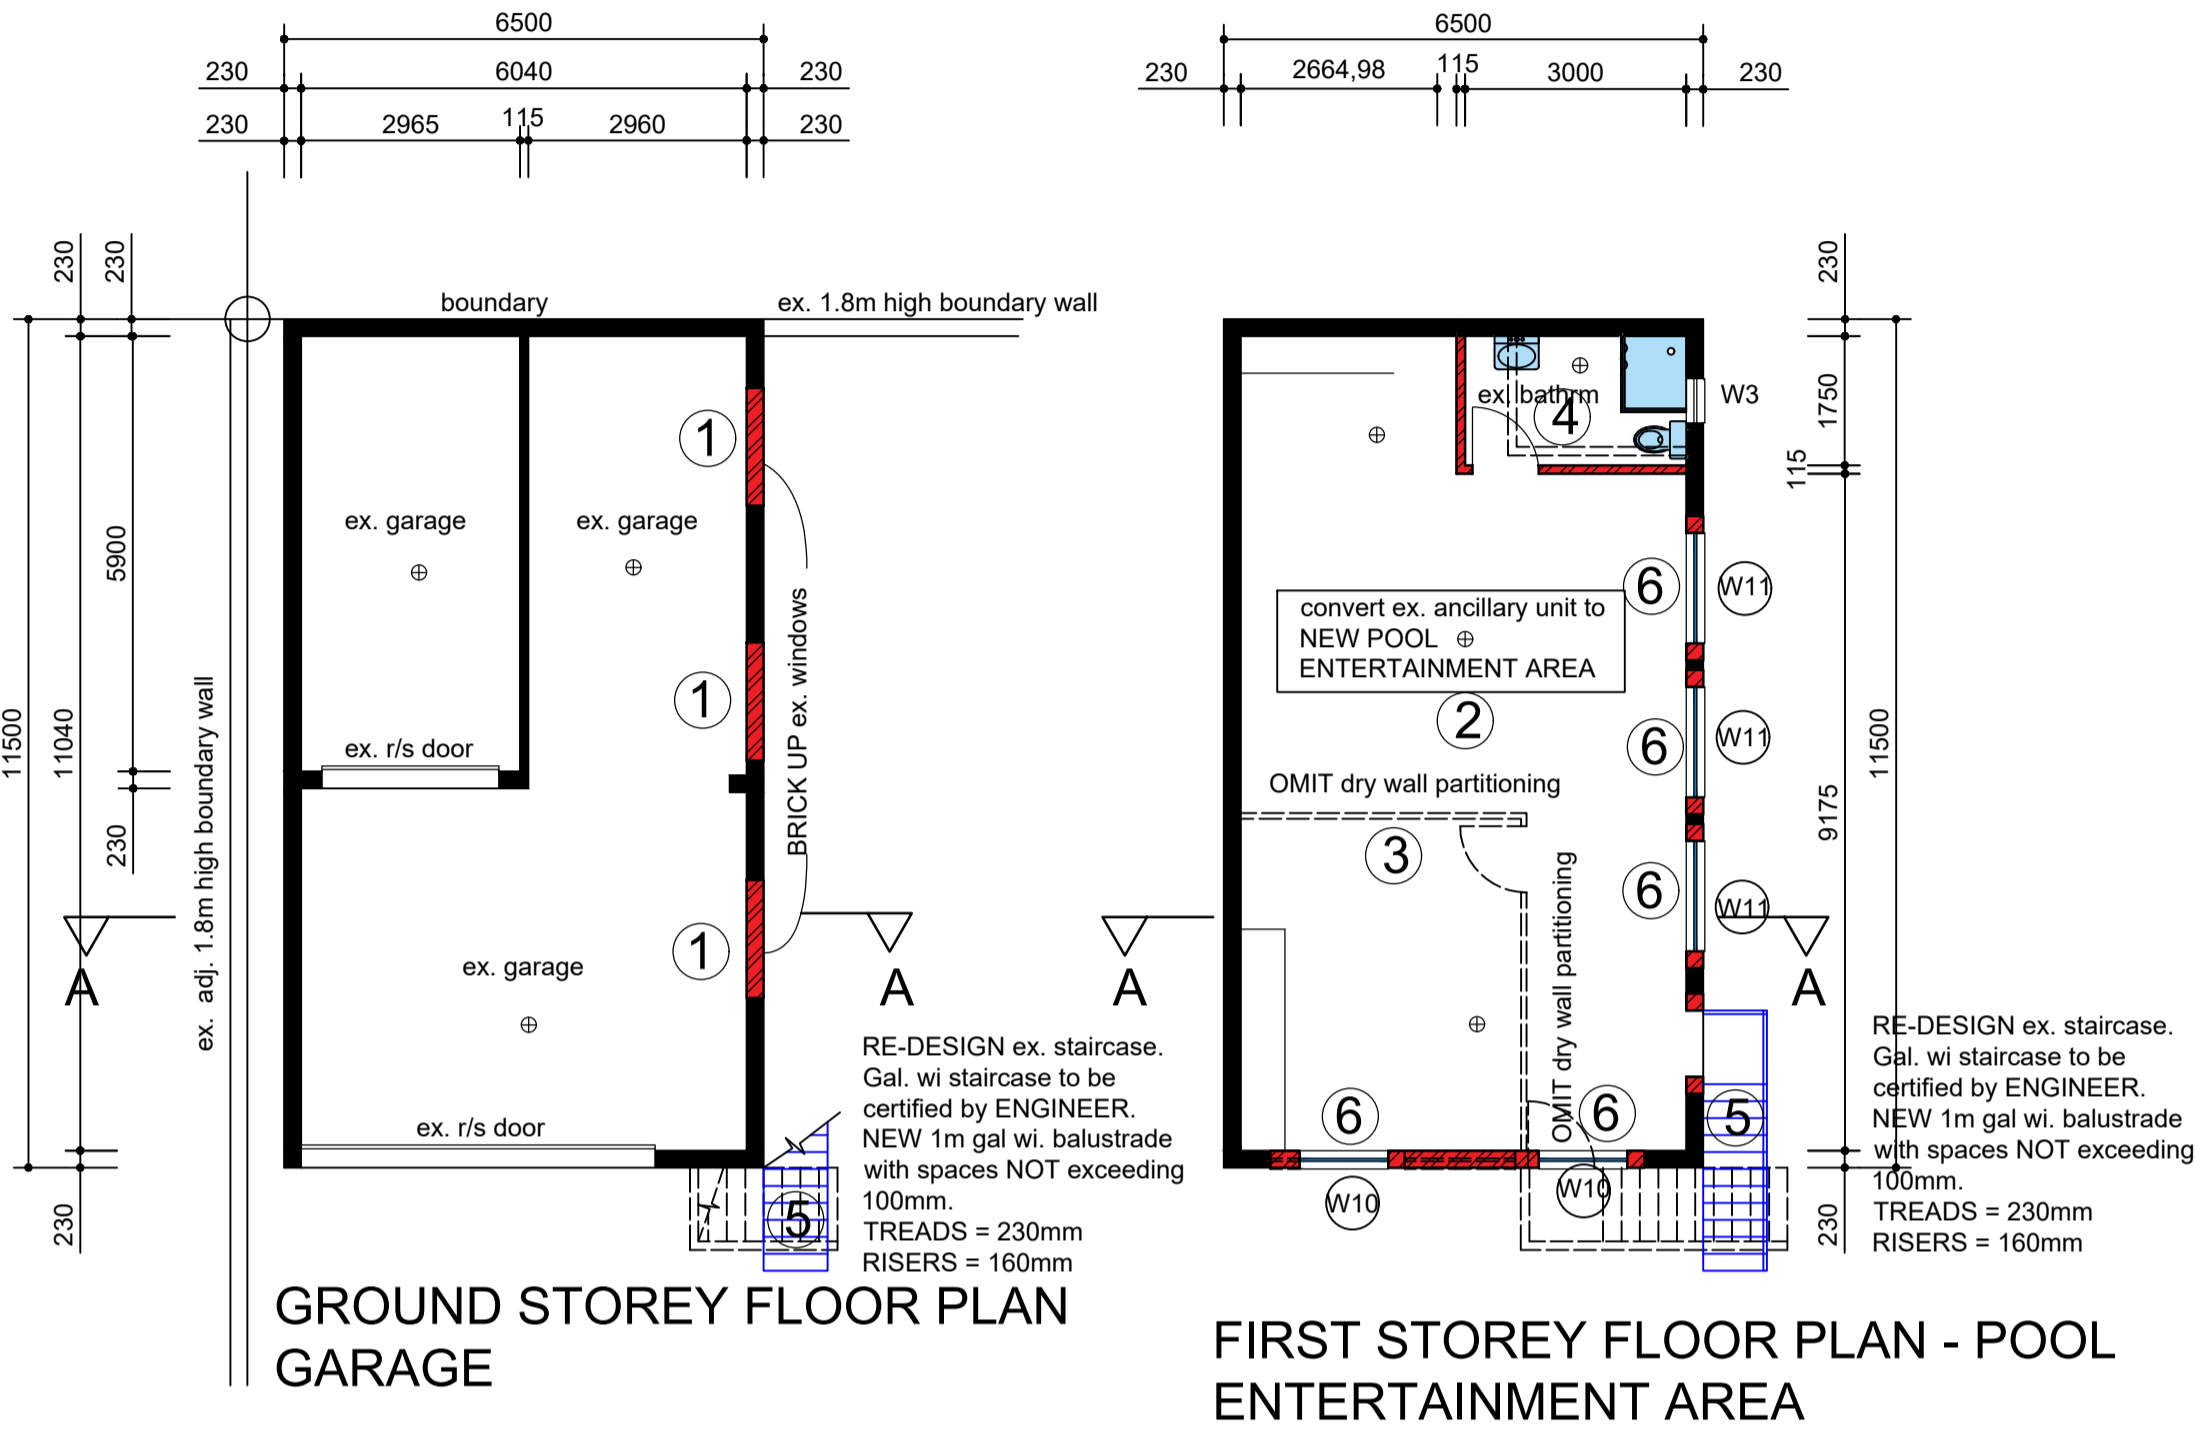 6500
230
6040
230
230
2965
115
2960
230
230
230
11500
11040
5900
230
230
boundary
ex. 1.8m high boundary wall
ex. adj. 1.8m high boundary wall
ex. garage
ex. garage
ex. r/s door
ex. garage
ex. r/s door
1
1
1
BRICK UP ex. windows
A
A
RE-DESIGN ex. staircase.
Gal. wi staircase to be
certified by ENGINEER.
NEW 1m gal wi. balustrade
with spaces NOT exceeding
100mm.
TREADS = 230mm
RISERS = 160mm
5
GROUND STOREY FLOOR PLAN
GARAGE
6500
230
2664,98
115
3000
230
ex. bathrm
4
W3
convert ex. ancillary unit to
NEW POOL
ENTERTAINMENT AREA
2
OMIT dry wall partitioning
3
OMIT dry wall partitioning
6
W11
6
W11
6
W11
6
W10
6
W10
5
A
A
230
1750
115
9175
11500
230
RE-DESIGN ex. staircase.
Gal. wi staircase to be
certified by ENGINEER.
NEW 1m gal wi. balustrade
with spaces NOT exceeding
100mm.
TREADS = 230mm
RISERS = 160mm
FIRST STOREY FLOOR PLAN - POOL
ENTERTAINMENT AREA